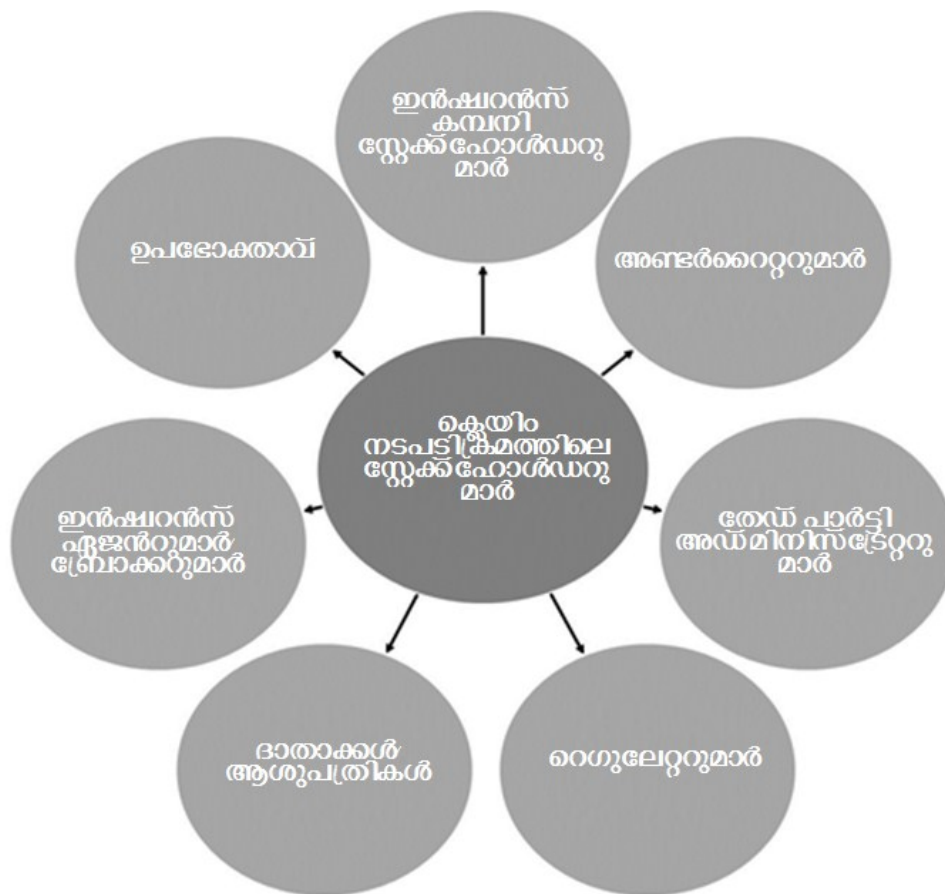 ഇൻഷ്വറൻസ്
കമ്പനി
സ്റ്റേക്ക്ഹോൾഡറു
മാർ
അണ്ടർറൈറ്ററുമാർ
തേഡ് പാർട്ടി
അഡ്മിനിസ്ട്രേറ്ററു
മാർ
റെഗുലേറ്ററുമാർ
ദാതാക്കൾ/
ആശുപത്രികൾ
ഇൻഷ്വറൻസ്
ഏജൻറുമാർ/
ബ്രോക്കറുമാർ
ഉപഭോക്താവ്
ക്ലെയിം
നടപടിക്രമത്തിലെ
സ്റ്റേക്ക്ഹോൾഡറു
മാർ